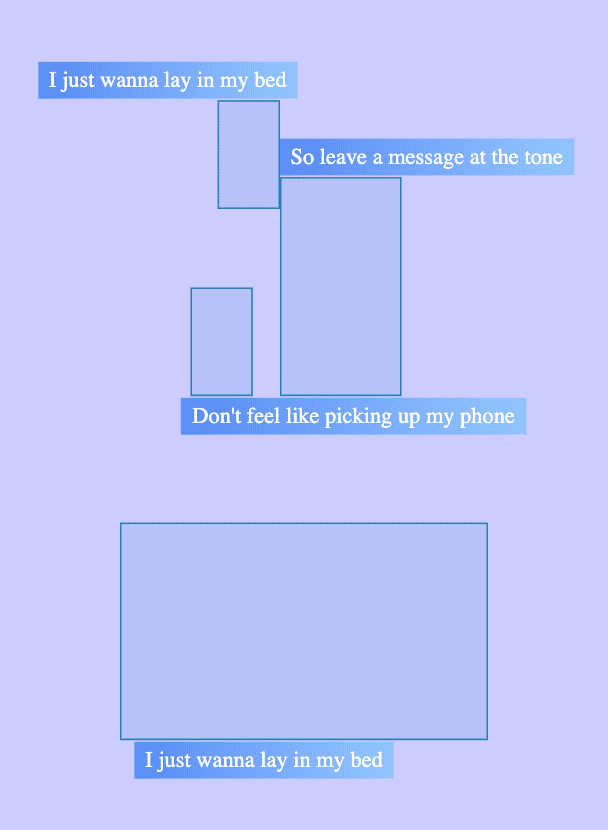 I just wanna lay in my bed
So leave a message at the tone
Don't feel like picking up my phone
I just wanna lay in my bed